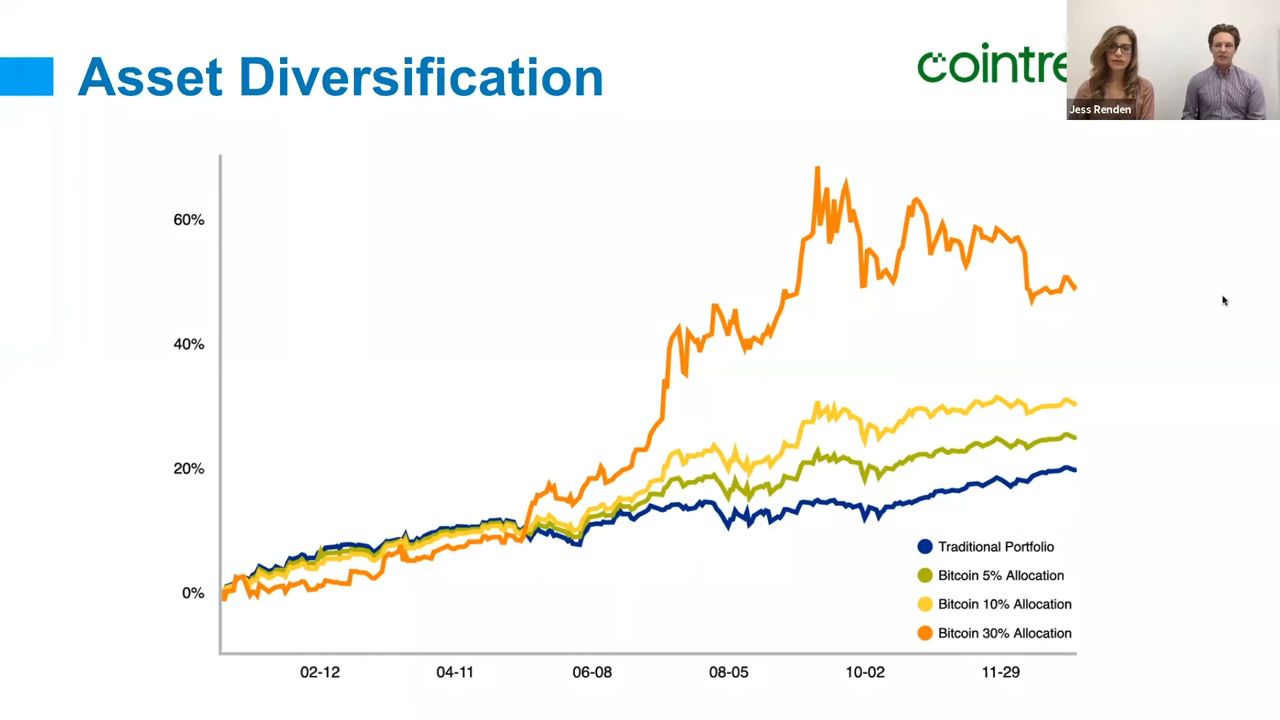 Asset Diversification
cointre
Jess Renden
60%
40%
20%
0%
Traditional Portfolio
Bitcoin 5% Allocation
Bitcoin 10% Allocation
Bitcoin 30% Allocation
02-12 04-11 06-08 08-05 10-02 11-29